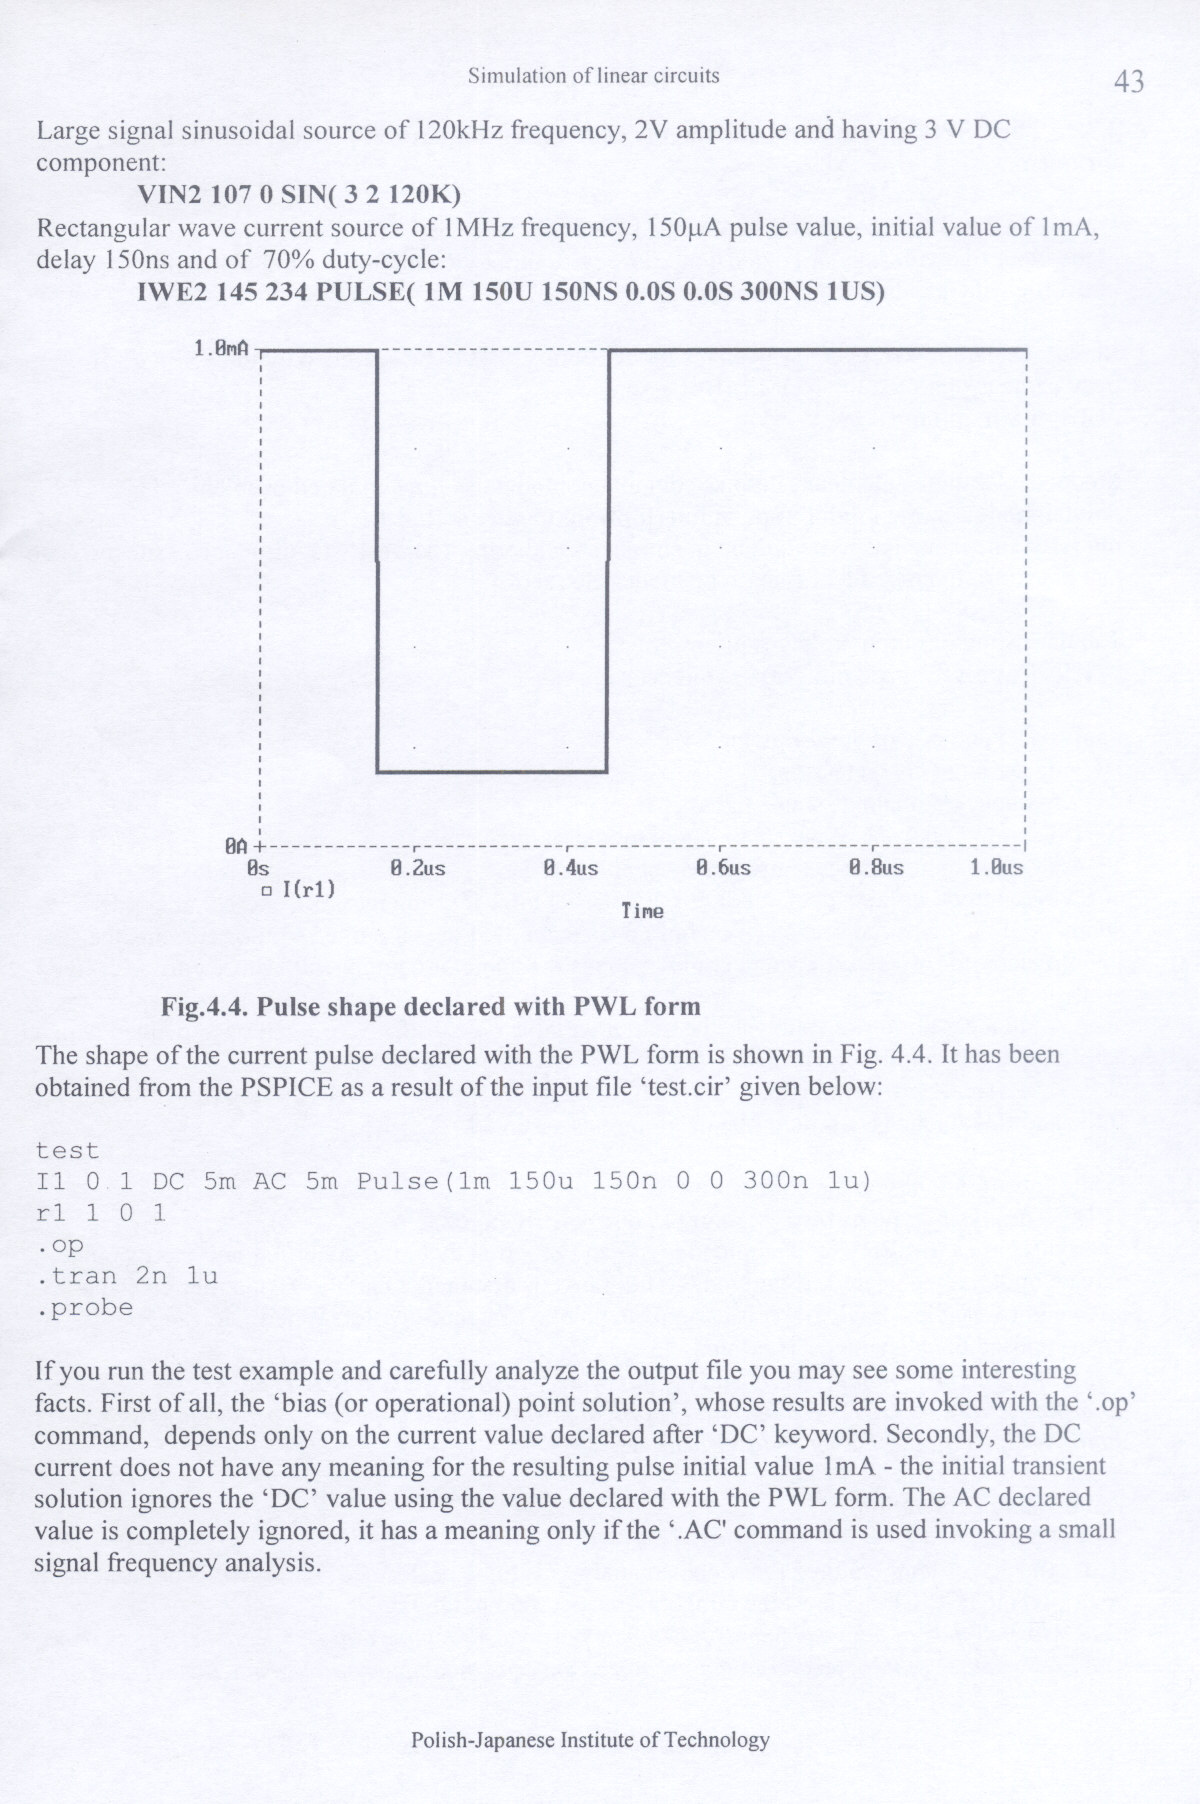 Simulation of linear circuits
43
Large signal sinusoidal source of 120kHz frequency, 2V amplitude and having 3 V DC
component:
VIN2 107 0 SIN( 3 2 120K)
Rectangular wave current source of 1MHz frequency, 150μA pulse value, initial value of 1mA,
delay 150ns and of 70% duty-cycle:
IWE2 145 234 PULSE( 1M 150U 150NS 0.0S 0.0S 300NS 1US)
1.0mA
0A
0s 0.2us 0.4us 0.6us 0.8us 1.0us
I(r1)
Time
Fig.4.4. Pulse shape declared with PWL form
The shape of the current pulse declared with the PWL form is shown in Fig. 4.4. It has been
obtained from the PSPICE as a result of the input file ‘test.cir’ given below:
test
I1 0 1 DC 5m AC 5m Pulse(1m 150u 150n 0 0 300n 1u)
r1 1 0 1
.op
.tran 2n 1u
.probe
If you run the test example and carefully analyze the output file you may see some interesting
facts. First of all, the ‘bias (or operational) point solution’, whose results are invoked with the ‘.op’
command, depends only on the current value declared after ‘DC’ keyword. Secondly, the DC
current does not have any meaning for the resulting pulse initial value 1mA - the initial transient
solution ignores the ‘DC’ value using the value declared with the PWL form. The AC declared
value is completely ignored, it has a meaning only if the ‘.AC' command is used invoking a small
signal frequency analysis.
Polish-Japanese Institute of Technology